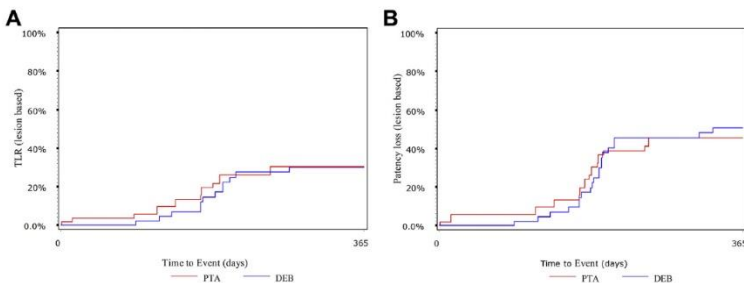 A
100%
80%
60%
40%
20%
0.0%
TLR (lesion based)
0
365
Time to Event (days)
PTA
DEB
B
100%
80%
60%
40%
20%
0.0%
Patency loss (lesion based)
0
365
Time to Event (days)
PTA
DEB